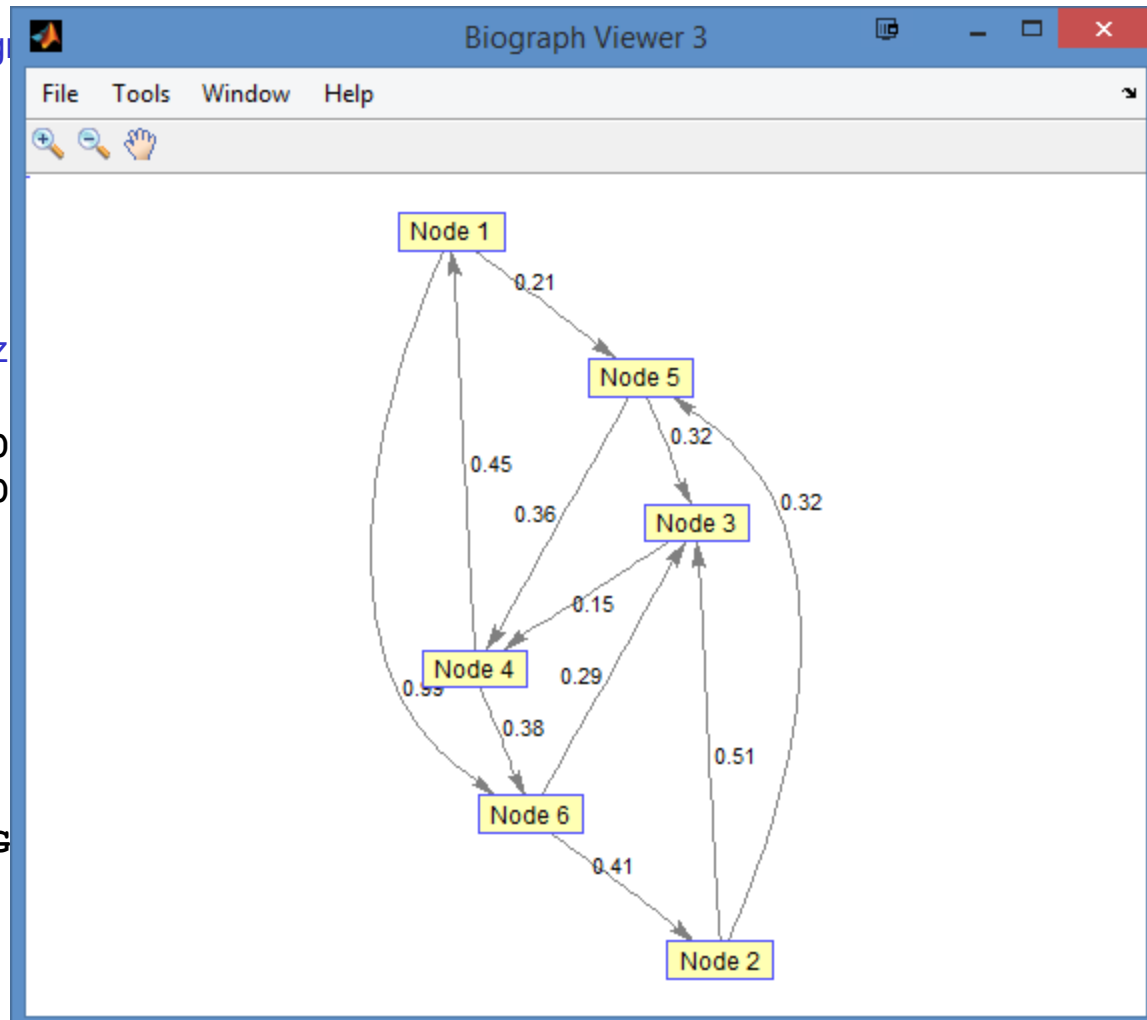 Biograph Viewer 3
File Tools Window Help
Node 1
0.21
Node 5
0.32
0.45
0.32
0.36
Node 3
0.15
Node 4
0.29
0.99
0.38
0.51
Node 6
0.41
Node 2